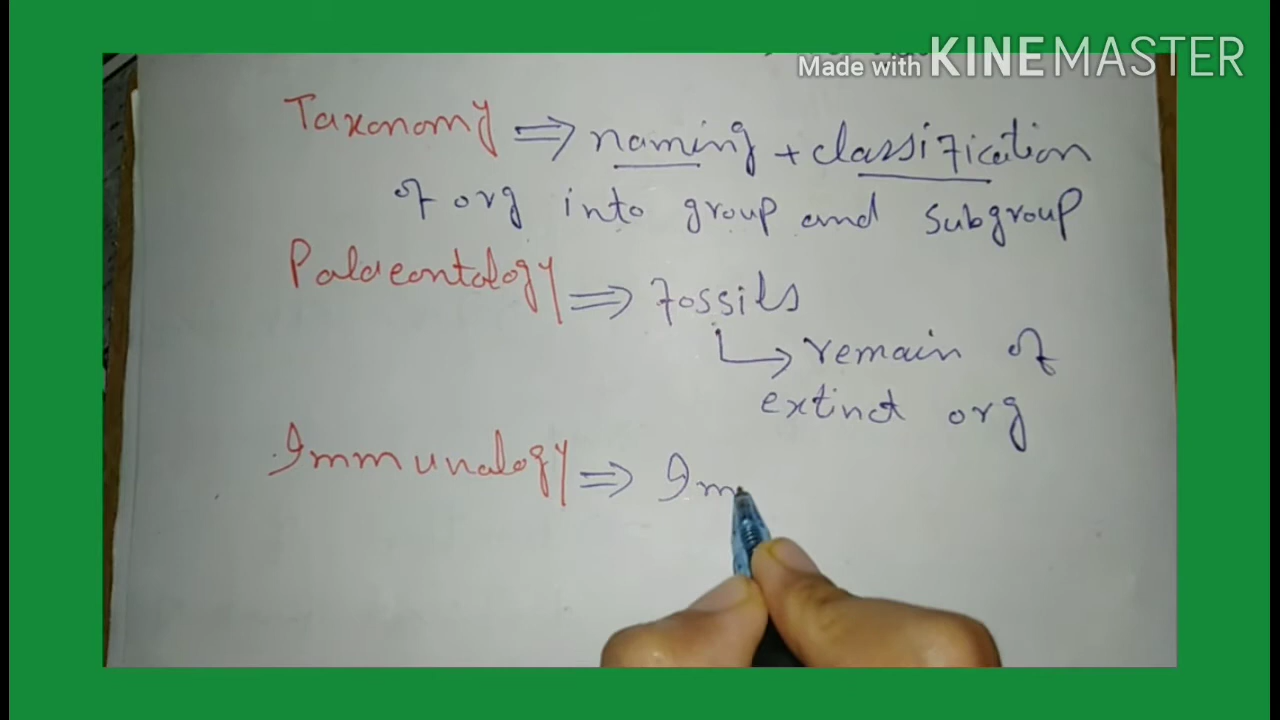 Made with KINEMASTER
Taxonomy ⇒ naming + classification
of org into group and subgroup
Palaeontology ⇒ Fossils
↳ remain of
extinct org
Immunalogy ⇒ Im